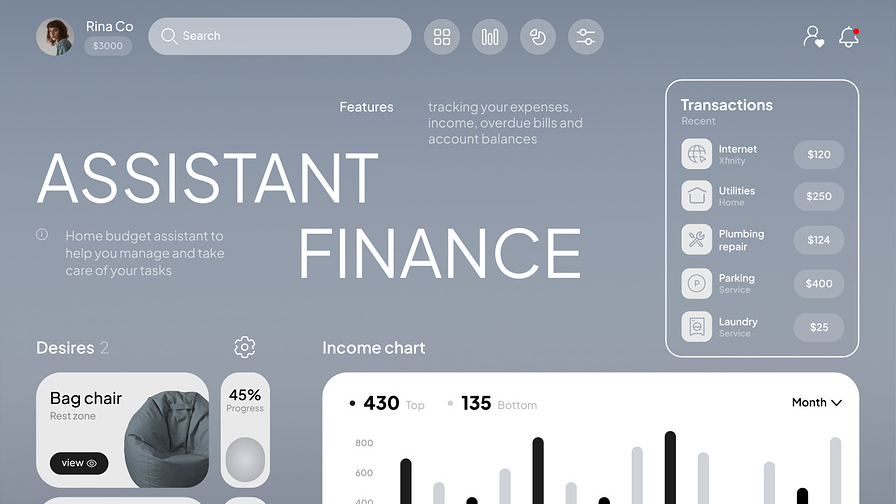 Rina Co
$3000
Search
Features
tracking your expenses,
income, overdue bills and
account balances
ASSISTANT
FINANCE
Home budget assistant to
help you manage and take
care of your tasks
Transactions
Recent
Internet
Xfinity
$120
Utilities
Home
$250
Plumbing
repair
$124
P
Parking
Service
$400
Laundry
Service
$25
Desires 2
Bag chair
Rest zone
view
45%
Progress
Income chart
430 Top
135 Bottom
Month
800
600
400